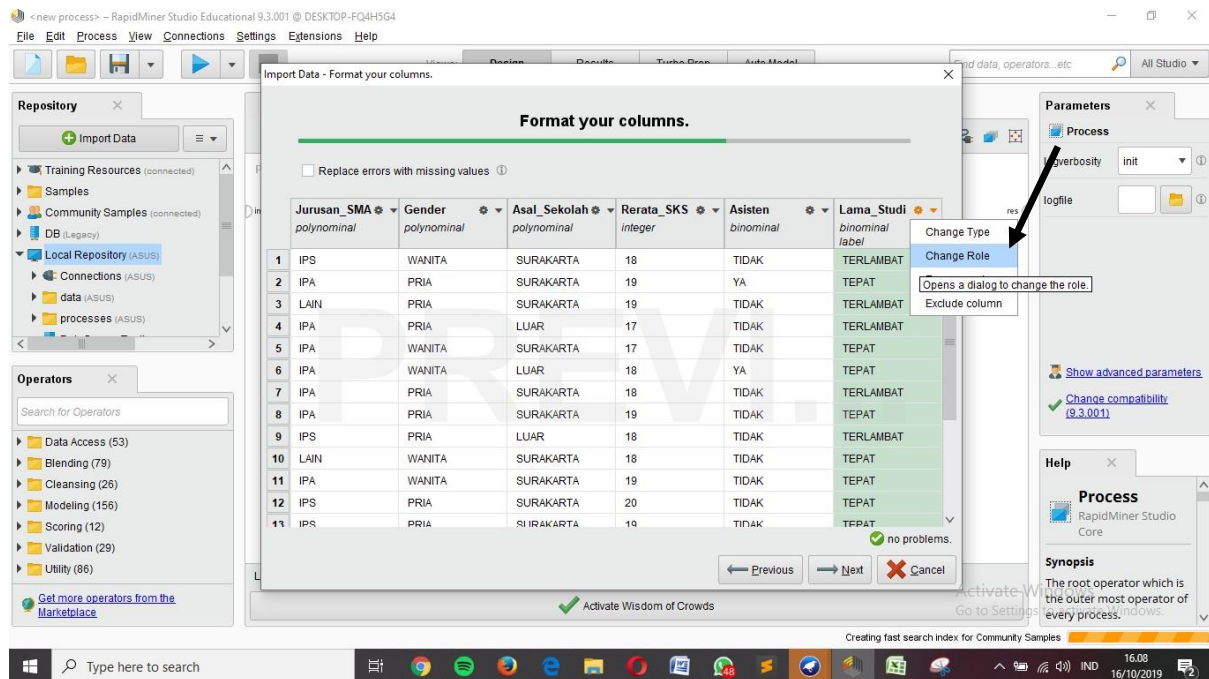 <new process> – RapidMiner Studio Educational 9.3.001 @ DESKTOP-FQ4H5G4
File Edit Process View Connections Settings Extensions Help
Find data, operators...etc
All Studio
Repository
Import Data
Training Resources (connected)
Samples
Community Samples (connected)
DB (Legacy)
Local Repository (ASUS)
Connections (ASUS)
data (ASUS)
processes (ASUS)
Operators
Search for Operators
Data Access (53)
Blending (79)
Cleansing (26)
Modeling (156)
Scoring (12)
Validation (29)
Utility (86)
Get more operators from the
Marketplace
Import Data - Format your columns.
Format your columns.
Replace errors with missing values
Jurusan_SMA Gender Asal_Sekolah Rerata_SKS Asisten Lama_Studi
polynominal polynominal polynominal integer binominal binominal
label
1 IPS WANITA SURAKARTA 18 TIDAK TERLAMBAT
2 IPA PRIA SURAKARTA 19 YA TEPAT
3 LAIN PRIA SURAKARTA 19 TIDAK TERLAMBAT
4 IPA PRIA LUAR 17 TIDAK TERLAMBAT
5 IPA WANITA SURAKARTA 17 TIDAK TEPAT
6 IPA WANITA LUAR 18 YA TEPAT
7 IPA PRIA SURAKARTA 18 TIDAK TERLAMBAT
8 IPA PRIA SURAKARTA 19 TIDAK TEPAT
9 IPS PRIA LUAR 18 TIDAK TERLAMBAT
10 LAIN WANITA SURAKARTA 18 TIDAK TEPAT
11 IPA WANITA SURAKARTA 19 TIDAK TEPAT
12 IPS PRIA SURAKARTA 20 TIDAK TEPAT
13 IPS PRIA SURAKARTA 19 TIDAK TEPAT
PREVI...
Change Type
Change Role
Opens a dialog to change the role.
Exclude column
no problems.
Previous Next Cancel
Activate Wisdom of Crowds
res
Parameters
Process
init
logfile
Show advanced parameters
Change compatibility
(9.3.001)
Help
Process
RapidMiner Studio
Core
Synopsis
The root operator which is
the outer most operator of
every process.
Activate Windows
Go to Settings to activate Windows.
Creating fast search index for Community Samples
Type here to search
48
IND
16.08
16/10/2019
2